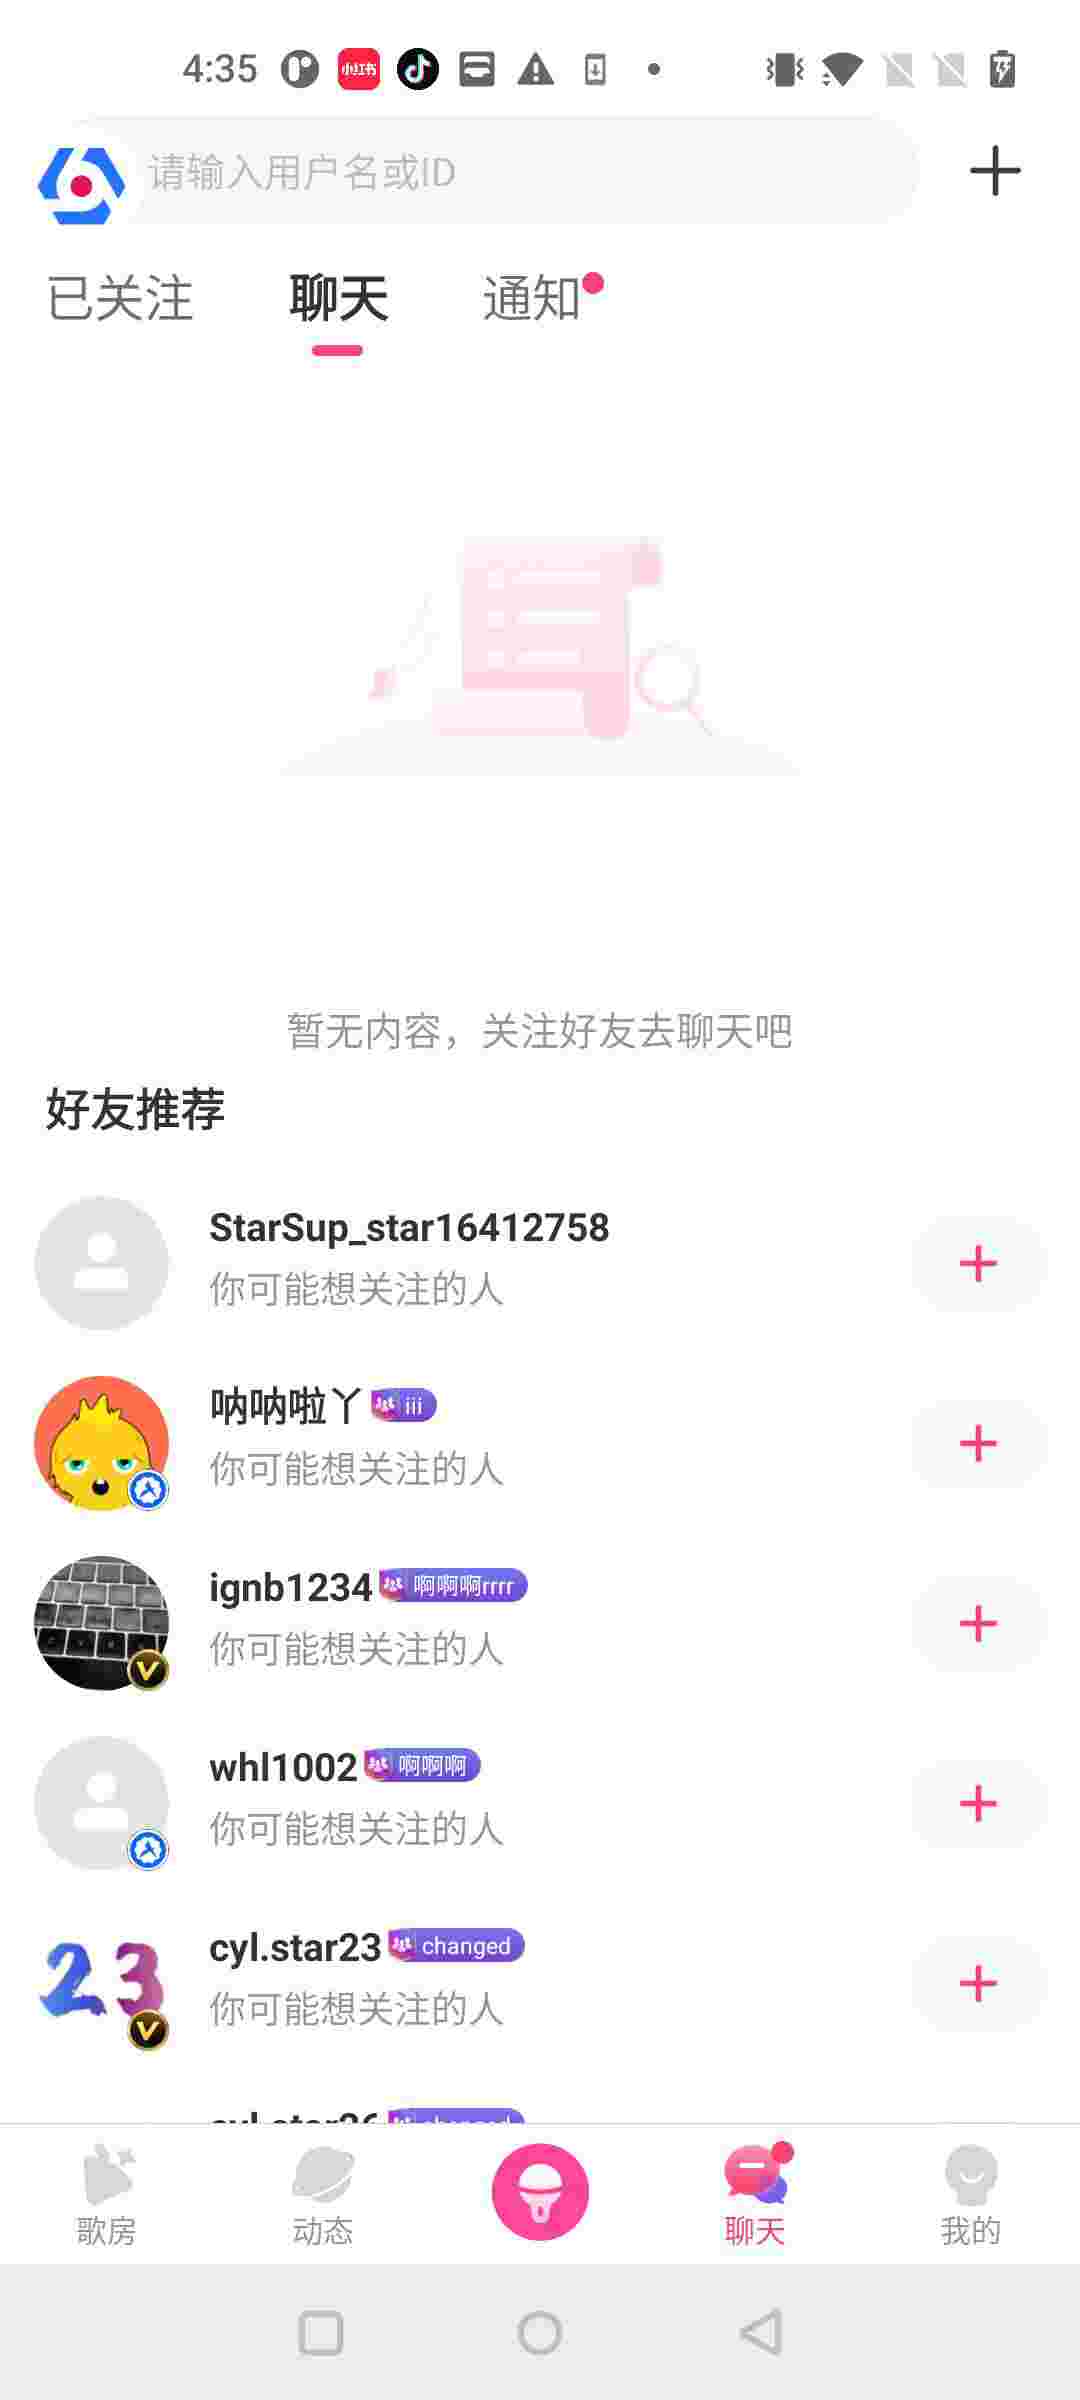 4:35
小红书
请输入用户名或ID
已关注 聊天 通知
暂无内容，关注好友去聊天吧
好友推荐
StarSup_star16412758
你可能想关注的人
呐呐啦丫 iii
你可能想关注的人
ignb1234 啊啊啊rrrr
你可能想关注的人
whl1002 啊啊啊
你可能想关注的人
cyl.star23 changed
你可能想关注的人
歌房 动态 聊天 我的